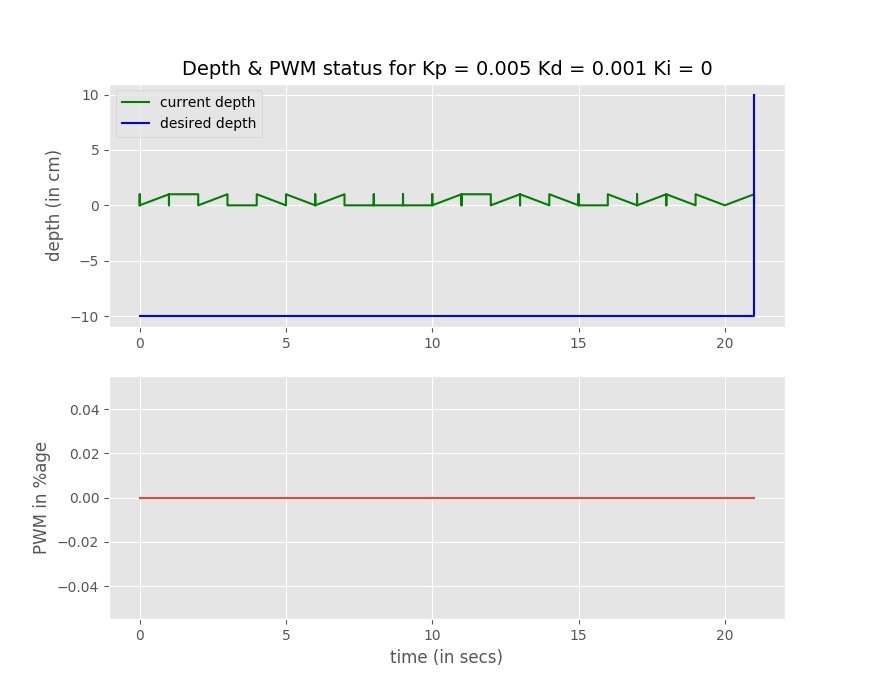 Depth & PWM status for Kp = 0.005 Kd = 0.001 Ki = 0
current depth
desired depth
depth (in cm)
10
5
0
−5
−10
0 5 10 15 20
PWM in %age
0.04
0.02
0.00
−0.02
−0.04
0 5 10 15 20
time (in secs)